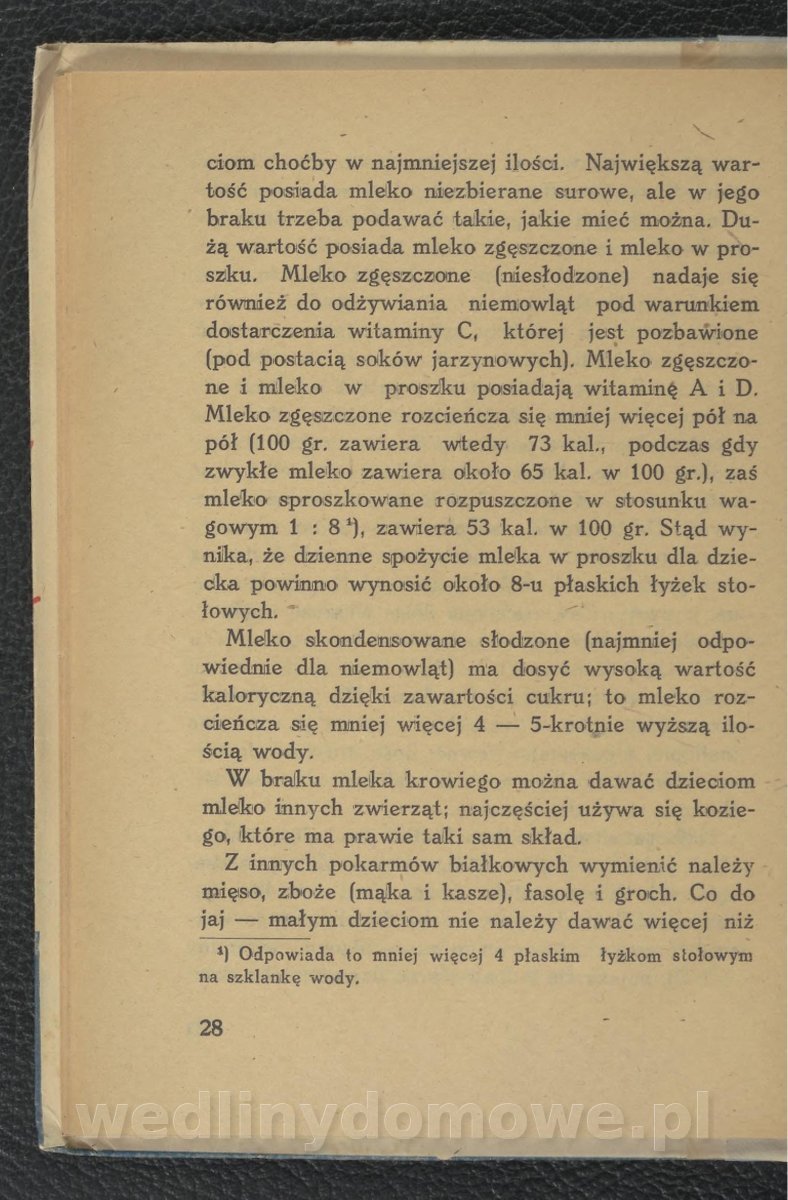 ciom choćby w najmniejszej ilości. Największą war-
tość posiada mleko niezbierane surowe, ale w jego
braku trzeba podawać takie, jakie mieć można. Du-
żą wartość posiada mleko zgęszczone i mleko w pro-
szku. Mleko zgęszczone (niesłodzone) nadaje się
również do odżywiania niemowląt pod warunkiem
dostarczenia witaminy C, której jest pozbawione
(pod postacią soków jarzynowych). Mleko zgęszczo-
ne i mleko w proszku posiadają witaminę A i D.
Mleko zgęszczone rozcieńcza się mniej więcej pół na
pół (100 gr. zawiera wtedy 73 kal., podczas gdy
zwykłe mleko zawiera około 65 kal. w 100 gr.), zaś
mleko sproszkowane rozpuszczone w stosunku wa-
gowym 1 : 8 ¹), zawiera 53 kal. w 100 gr. Stąd wy-
nika, że dzienne spożycie mleka w proszku dla dzie-
cka powinno wynosić około 8-u płaskich łyżek sto-
łowych.
Mleko skondensowane słodzone (najmniej odpo-
wiednie dla niemowląt) ma dosyć wysoką wartość
kaloryczną dzięki zawartości cukru; to mleko roz-
cieńcza się mniej więcej 4 — 5-krotnie wyższą ilo-
ścią wody.
W braku mleka krowiego można dawać dzieciom
mleko innych zwierząt; najczęściej używa się kozie-
go, które ma prawie taki sam skład.
Z innych pokarmów białkowych wymienić należy
mięso, zboże (mąka i kasze), fasolę i groch. Co do
jaj — małym dzieciom nie należy dawać więcej niż
¹) Odpowiada to mniej więcej 4 płaskim łyżkom stołowym
na szklankę wody.
28
wedlinydomowe.pl